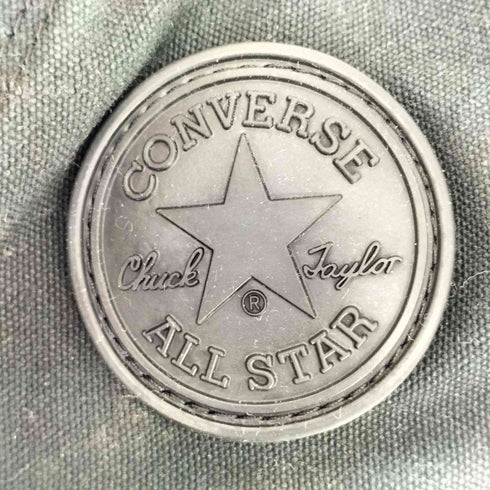 CONVERSE
Chuck Taylor
®
ALL STAR